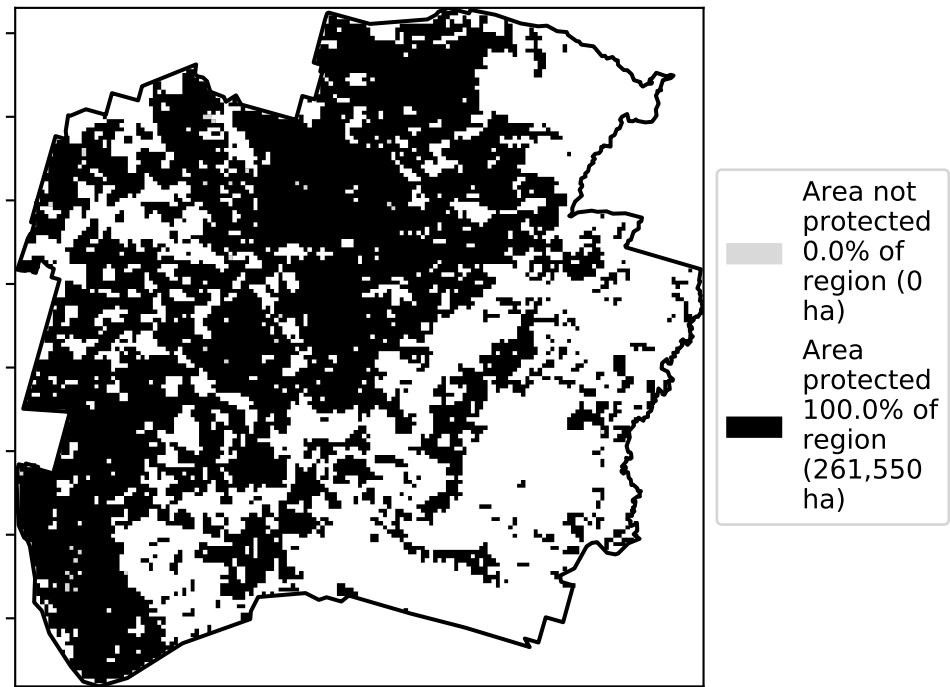 Area not
protected
0.0% of
region (0
ha)
Area
protected
100.0% of
region
(261,550
ha)